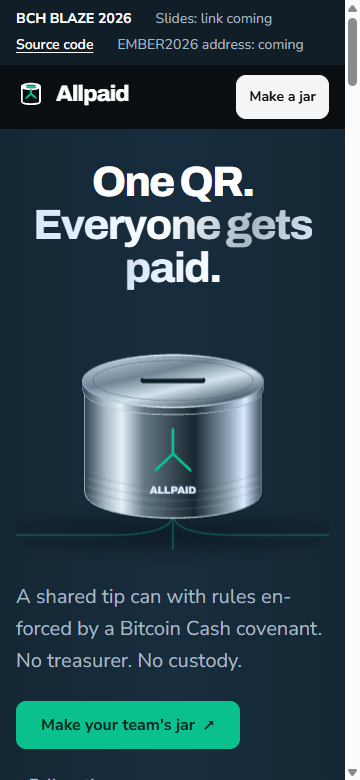 BCH BLAZE 2026 Slides: link coming
Source code EMBER2026 address: coming
Allpaid Make a jar
One QR.
Everyone gets
paid.
ALLPAID
A shared tip can with rules en-
forced by a Bitcoin Cash covenant.
No treasurer. No custody.
Make your team's jar ↗